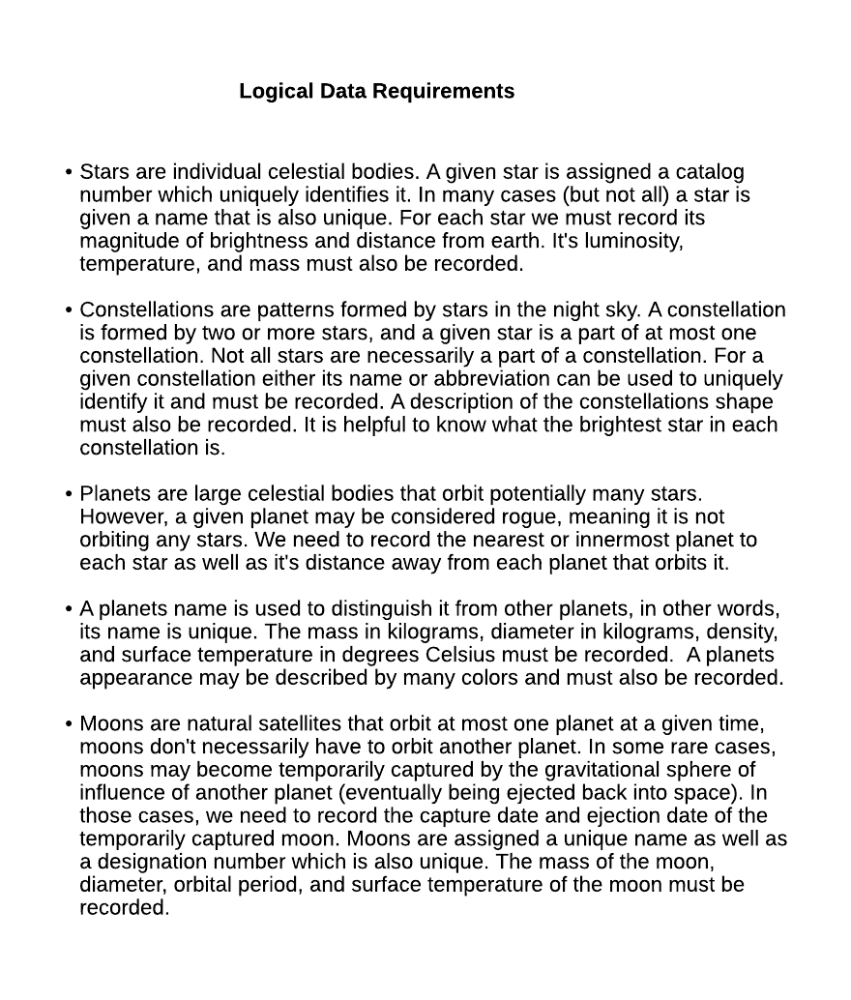 Logical Data Requirements
• Stars are individual celestial bodies. A given star is assigned a catalog
number which uniquely identifies it. In many cases (but not all) a star is
given a name that is also unique. For each star we must record its
magnitude of brightness and distance from earth. It's luminosity,
temperature, and mass must also be recorded.
• Constellations are patterns formed by stars in the night sky. A constellation
is formed by two or more stars, and a given star is a part of at most one
constellation. Not all stars are necessarily a part of a constellation. For a
given constellation either its name or abbreviation can be used to uniquely
identify it and must be recorded. A description of the constellations shape
must also be recorded. It is helpful to know what the brightest star in each
constellation is.
• Planets are large celestial bodies that orbit potentially many stars.
However, a given planet may be considered rogue, meaning it is not
orbiting any stars. We need to record the nearest or innermost planet to
each star as well as it's distance away from each planet that orbits it.
• A planets name is used to distinguish it from other planets, in other words,
its name is unique. The mass in kilograms, diameter in kilograms, density,
and surface temperature in degrees Celsius must be recorded.  A planets
appearance may be described by many colors and must also be recorded.
• Moons are natural satellites that orbit at most one planet at a given time,
moons don't necessarily have to orbit another planet. In some rare cases,
moons may become temporarily captured by the gravitational sphere of
influence of another planet (eventually being ejected back into space). In
those cases, we need to record the capture date and ejection date of the
temporarily captured moon. Moons are assigned a unique name as well as
a designation number which is also unique. The mass of the moon,
diameter, orbital period, and surface temperature of the moon must be
recorded.